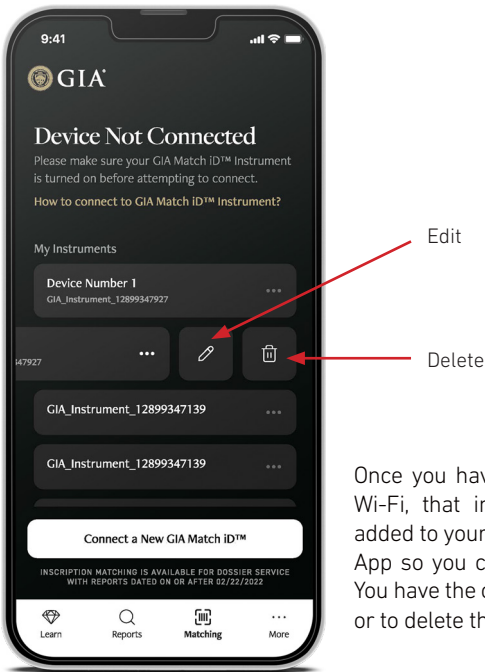 9:41
GIA
Device Not Connected
Please make sure your GIA Match iD™ Instrument
is turned on before attempting to connect.
How to connect to GIA Match iD™ Instrument?
My Instruments
Device Number 1
GIA_Instrument_12899347927
...
47927
...
GIA_Instrument_12899347139
...
GIA_Instrument_12899347139
...
Connect a New GIA Match iD™
INSCRIPTION MATCHING IS AVAILABLE FOR DOSSIER SERVICE
WITH REPORTS DATED ON OR AFTER 02/22/2022
Learn Reports Matching More
Edit
Delete
Once you hav
Wi-Fi, that in
added to your
App so you c
You have the o
or to delete th